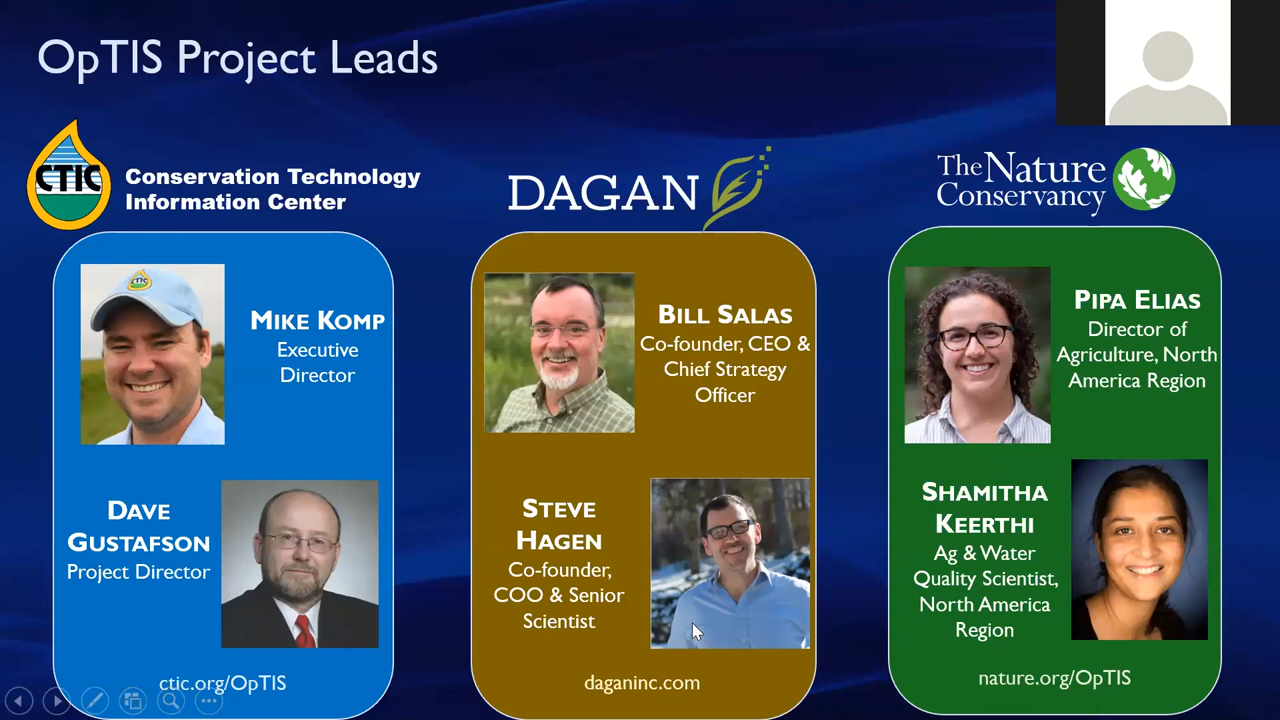 OpTIS Project Leads
CTIC
Conservation Technology
Information Center
MIKE KOMP
Executive
Director
DAVE
GUSTAFSON
Project Director
ctic.org/OpTIS
DAGAN
BILL SALAS
Co-founder, CEO &
Chief Strategy
Officer
STEVE
HAGEN
Co-founder,
COO & Senior
Scientist
daganinc.com
The Nature
Conservancy
PIPA ELIAS
Director of
Agriculture, North
America Region
SHAMITHA
KEERTHI
Ag & Water
Quality Scientist,
North America
Region
nature.org/OpTIS